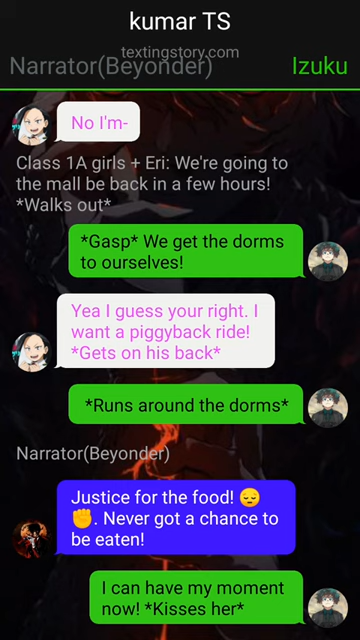 kumar TS
textingstory.com
Narrator(Beyonder)
Izuku
No I'm-
Class 1A girls + Eri: We're going to
the mall be back in a few hours!
*Walks out*
*Gasp* We get the dorms
to ourselves!
Yea I guess your right. I
want a piggyback ride!
*Gets on his back*
*Runs around the dorms*
Narrator(Beyonder)
Justice for the food! 😔
✊. Never got a chance to
be eaten!
I can have my moment
now! *Kisses her*